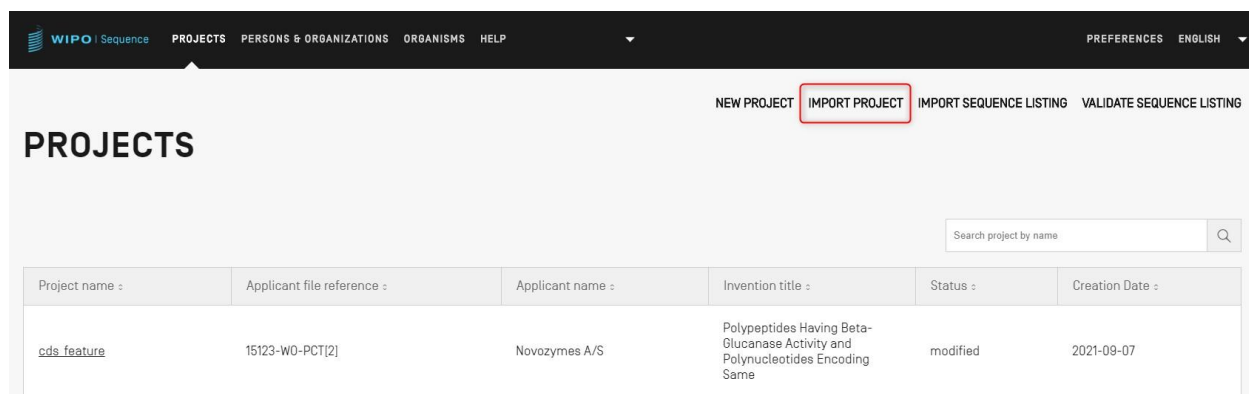 WIPO | Sequence PROJECTS PERSONS & ORGANIZATIONS ORGANISMS HELP PREFERENCES ENGLISH
NEW PROJECT IMPORT PROJECT IMPORT SEQUENCE LISTING VALIDATE SEQUENCE LISTING
PROJECTS
Search project by name
Project name Applicant file reference Applicant name Invention title Status Creation Date
cds_feature 15123-WO-PCT[2] Novozymes A/S Polypeptides Having Beta-
Glucanase Activity and
Polynucleotides Encoding
Same modified 2021-09-07